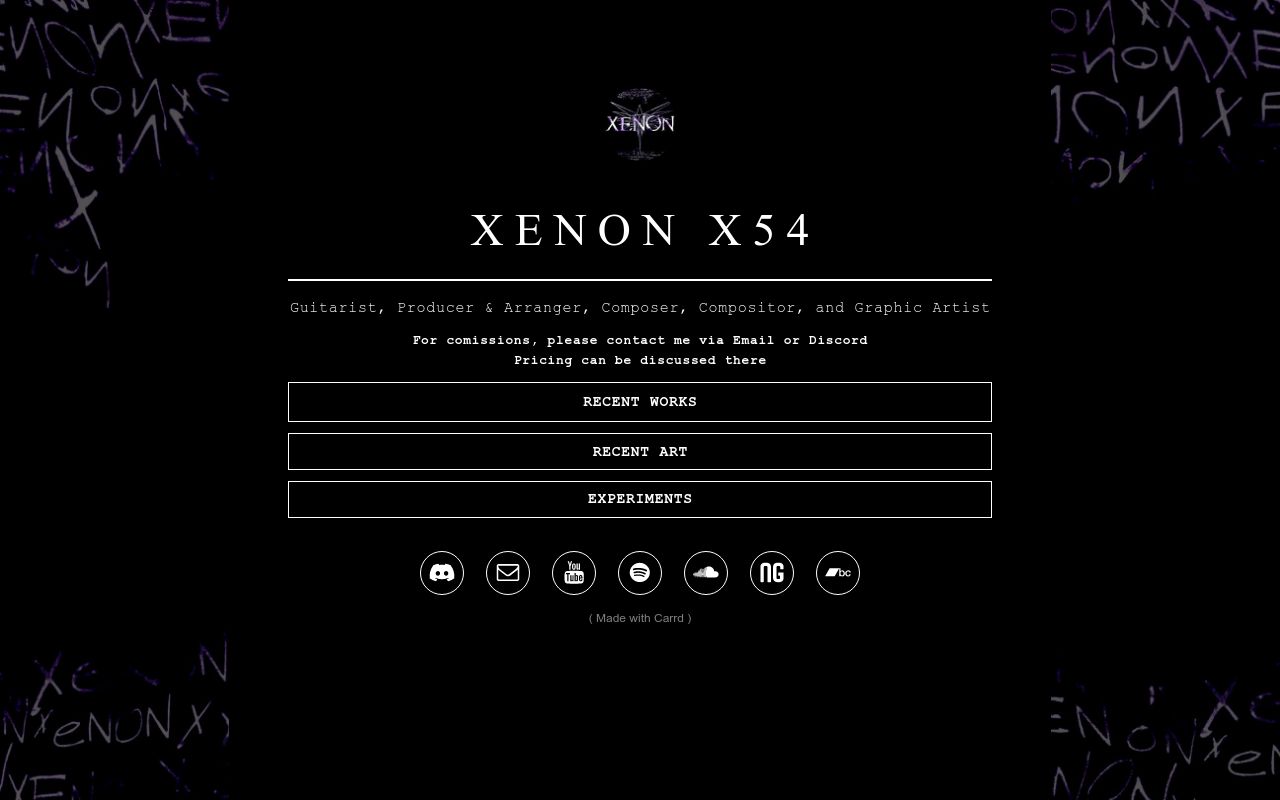 XENON
XENON X54
Guitarist, Producer & Arranger, Composer, Compositor, and Graphic Artist
For comissions, please contact me via Email or Discord
Pricing can be discussed there
RECENT WORKS
RECENT ART
EXPERIMENTS
You Tube
NG
bc
( Made with Carrd )